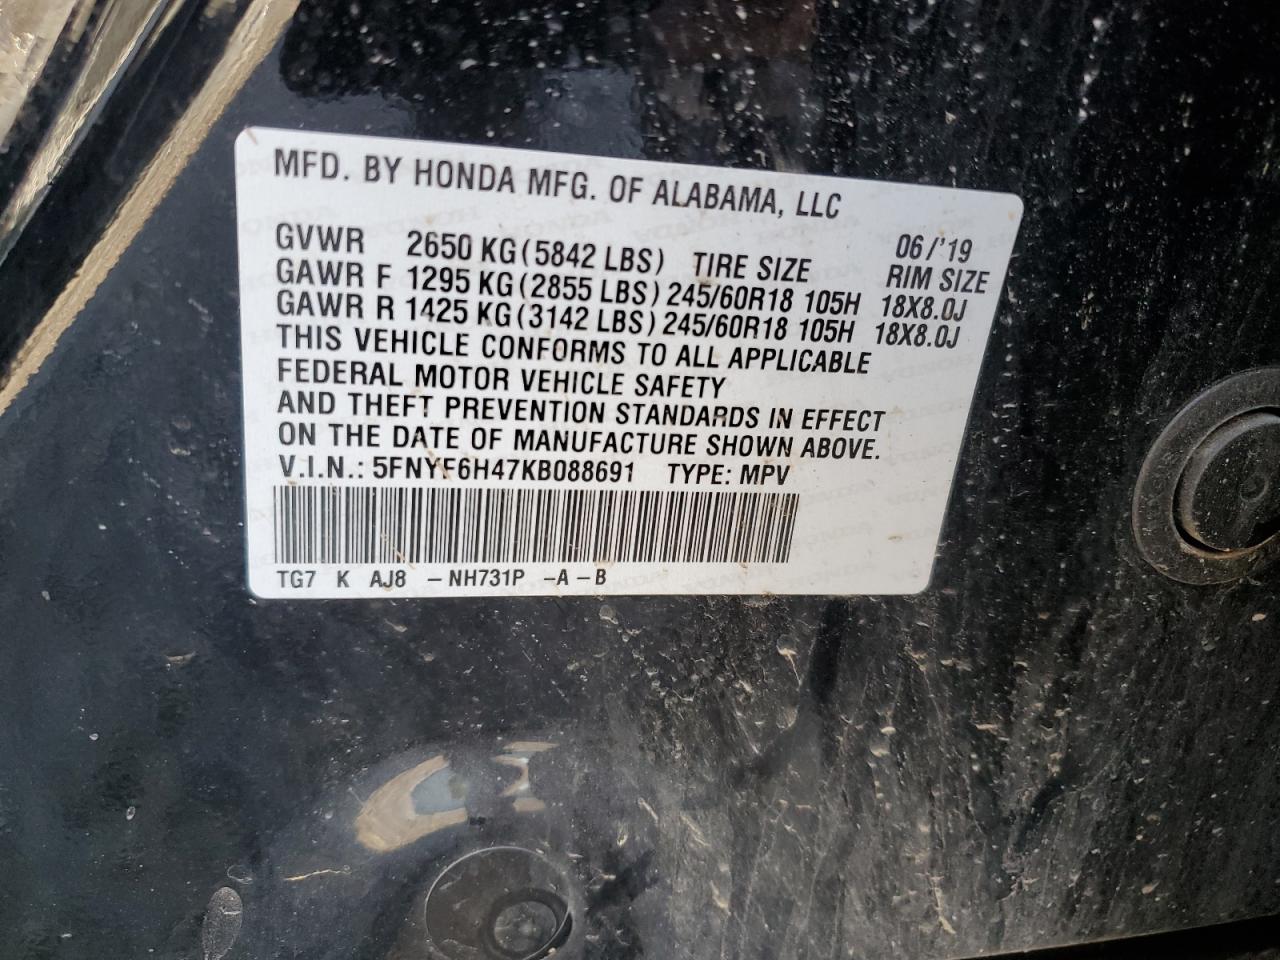 MFD. BY HONDA MFG. OF ALABAMA, LLC
GVWR 2650 KG(5842 LBS) TIRE SIZE 06/'19
GAWR F 1295 KG(2855 LBS) 245/60R18 105H RIM SIZE 18X8.0J
GAWR R 1425 KG(3142 LBS) 245/60R18 105H 18X8.0J
THIS VEHICLE CONFORMS TO ALL APPLICABLE
FEDERAL MOTOR VEHICLE SAFETY
AND THEFT PREVENTION STANDARDS IN EFFECT
ON THE DATE OF MANUFACTURE SHOWN ABOVE.
V.I.N.: 5FNYF6H47KB088691 TYPE: MPV
TG7 K AJ8 -NH731P -A -B